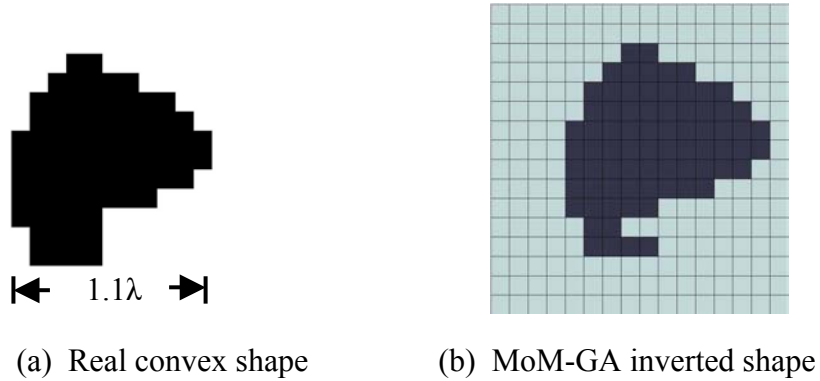 1.1λ
(a) Real convex shape
(b) MoM-GA inverted shape